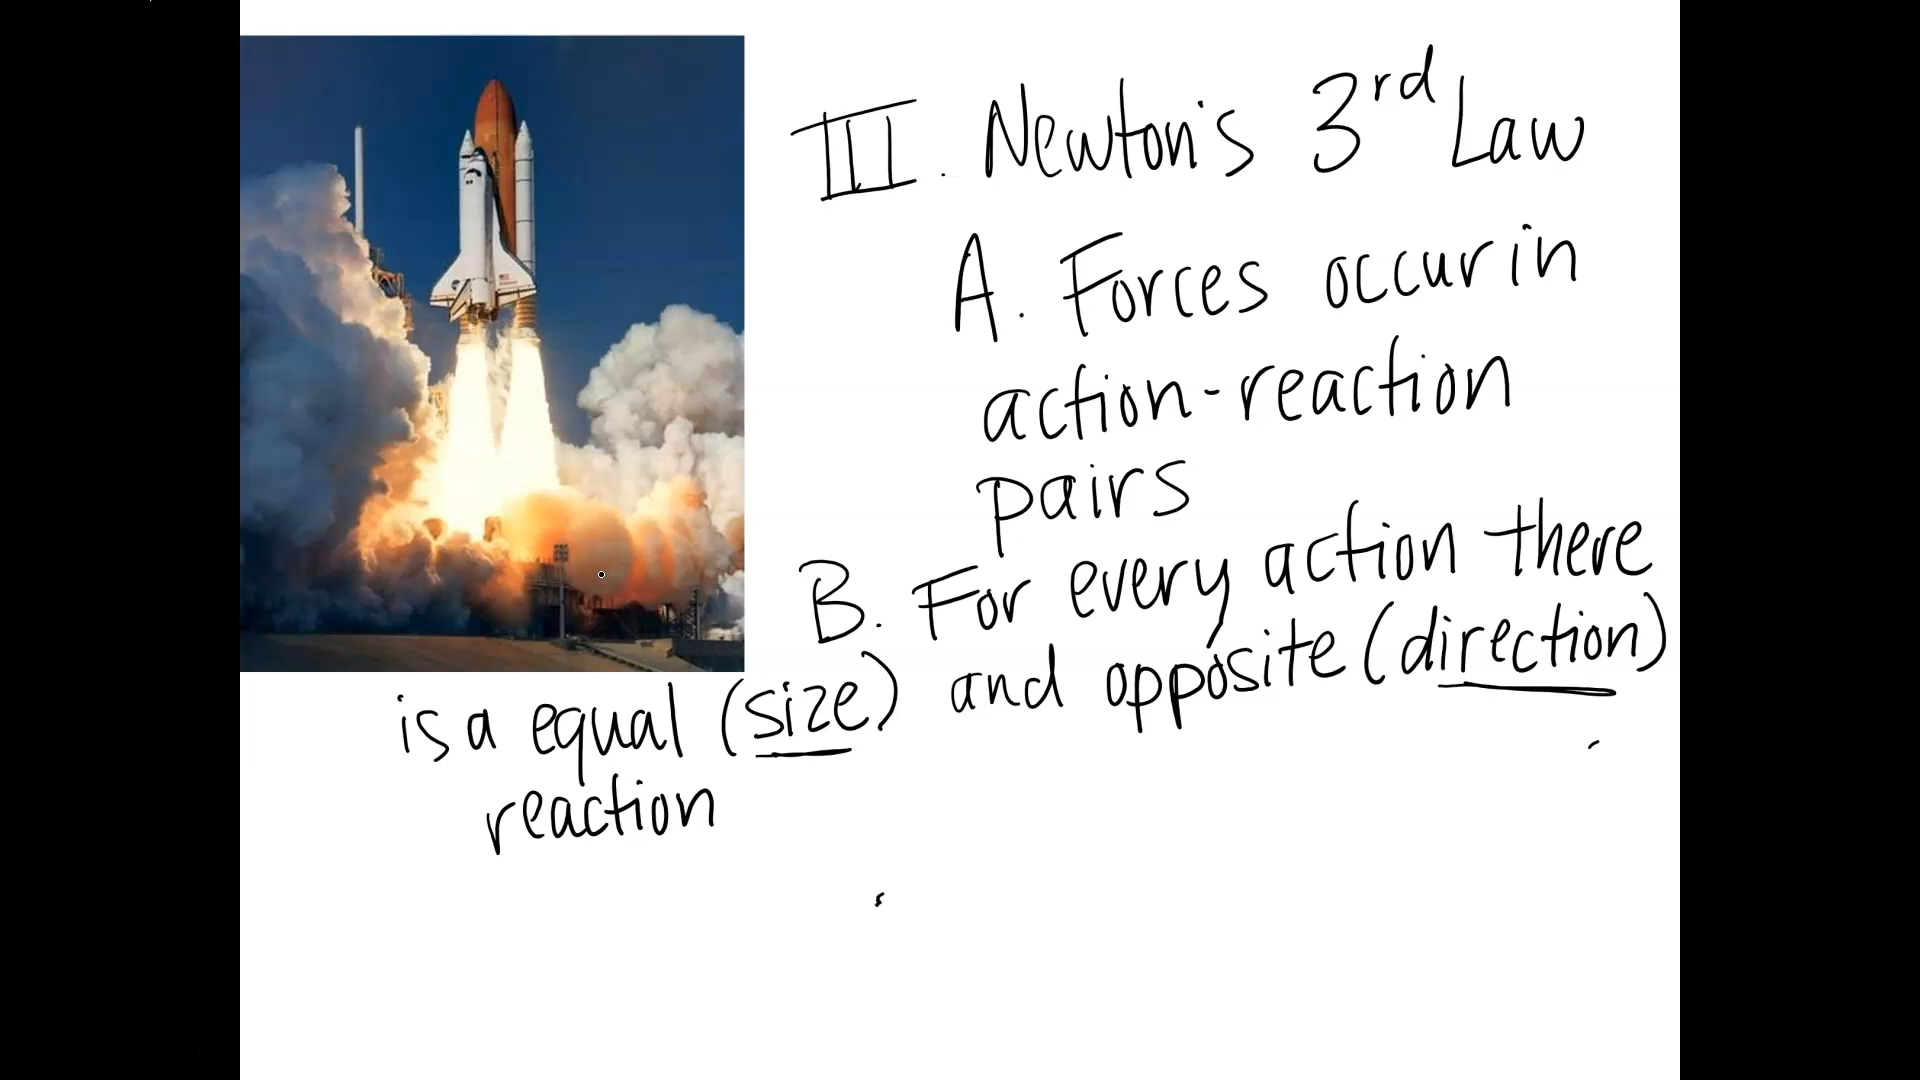 III. Newton's 3rd Law
A. Forces occur in
action-reaction
pairs
B. For every action there
is a equal (size) and opposite (direction)
reaction